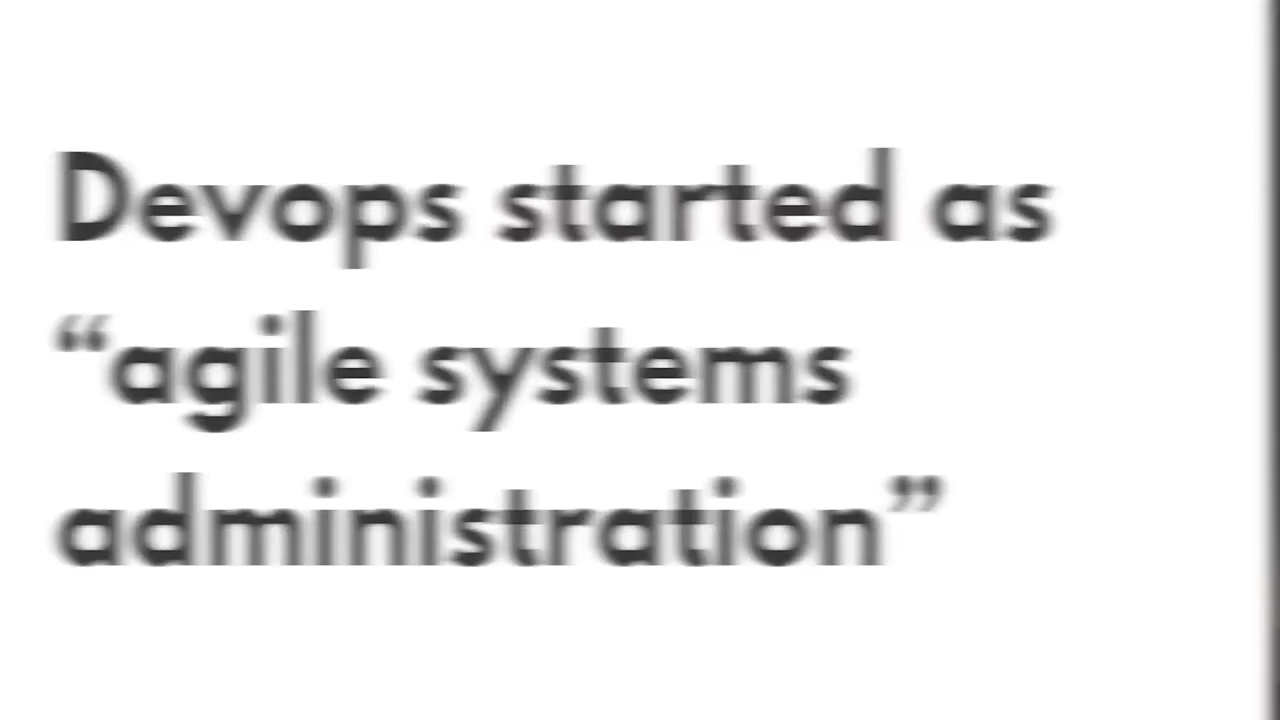 Devops started as
“agile systems
administration”